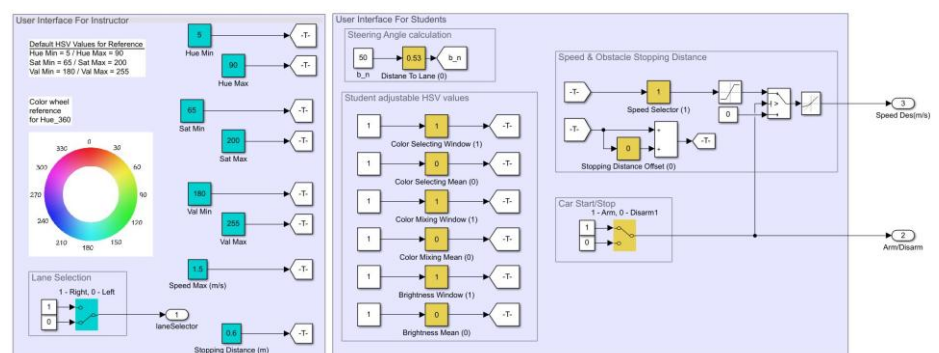 User Interface For Instructor
Default HSV Values for Reference
Hue Min = 5 / Hue Max = 90
Sat Min = 65 / Sat Max = 200
Val Min = 180 / Val Max = 255
Color wheel
reference
for Hue_360
0
30
60
90
120
150
180
210
240
270
300
330
5
-T-
Hue Min
90
-T-
Hue Max
65
-T-
Sat Min
200
-T-
Sat Max
180
-T-
Val Min
255
-T-
Val Max
1.5
-T-
Speed Max (m/s)
0.6
-T-
Stopping Distance (m)
Lane Selection
1 - Right, 0 - Left
1
0
1
laneSelector
User Interface For Students
Steering Angle calculation
50
0.53
b_n
b_n
Distane To Lane (0)
Student adjustable HSV values
1
1
-T-
Color Selecting Window (1)
1
0
-T-
Color Selecting Mean (0)
1
1
-T-
Color Mixing Window (1)
1
0
-T-
Color Mixing Mean (0)
1
1
-T-
Brightness Window (1)
1
0
-T-
Brightness Mean (0)
Speed & Obstacle Stopping Distance
-T-
1
Speed Selector (1)
0
>
3
Speed Des(m/s)
-T-
0
+
+
-T-
Stopping Distance Offset (0)
Car Start/Stop
1 - Arm, 0 - Disarm1
1
0
2
Arm/Disarm